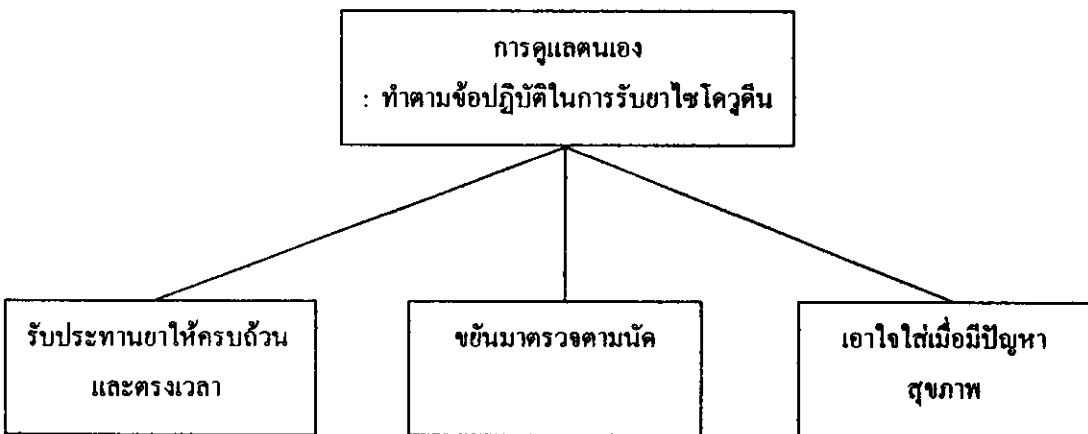 การดูแลตนเอง
: ทำตามข้อปฏิบัติในการรับยาไซโดวูดีน
รับประทานยาให้ครบถ้วน
และตรงเวลา
ขยันมาตรวจตามนัด
เอาใจใส่เมื่อมีปัญหา
สุขภาพ